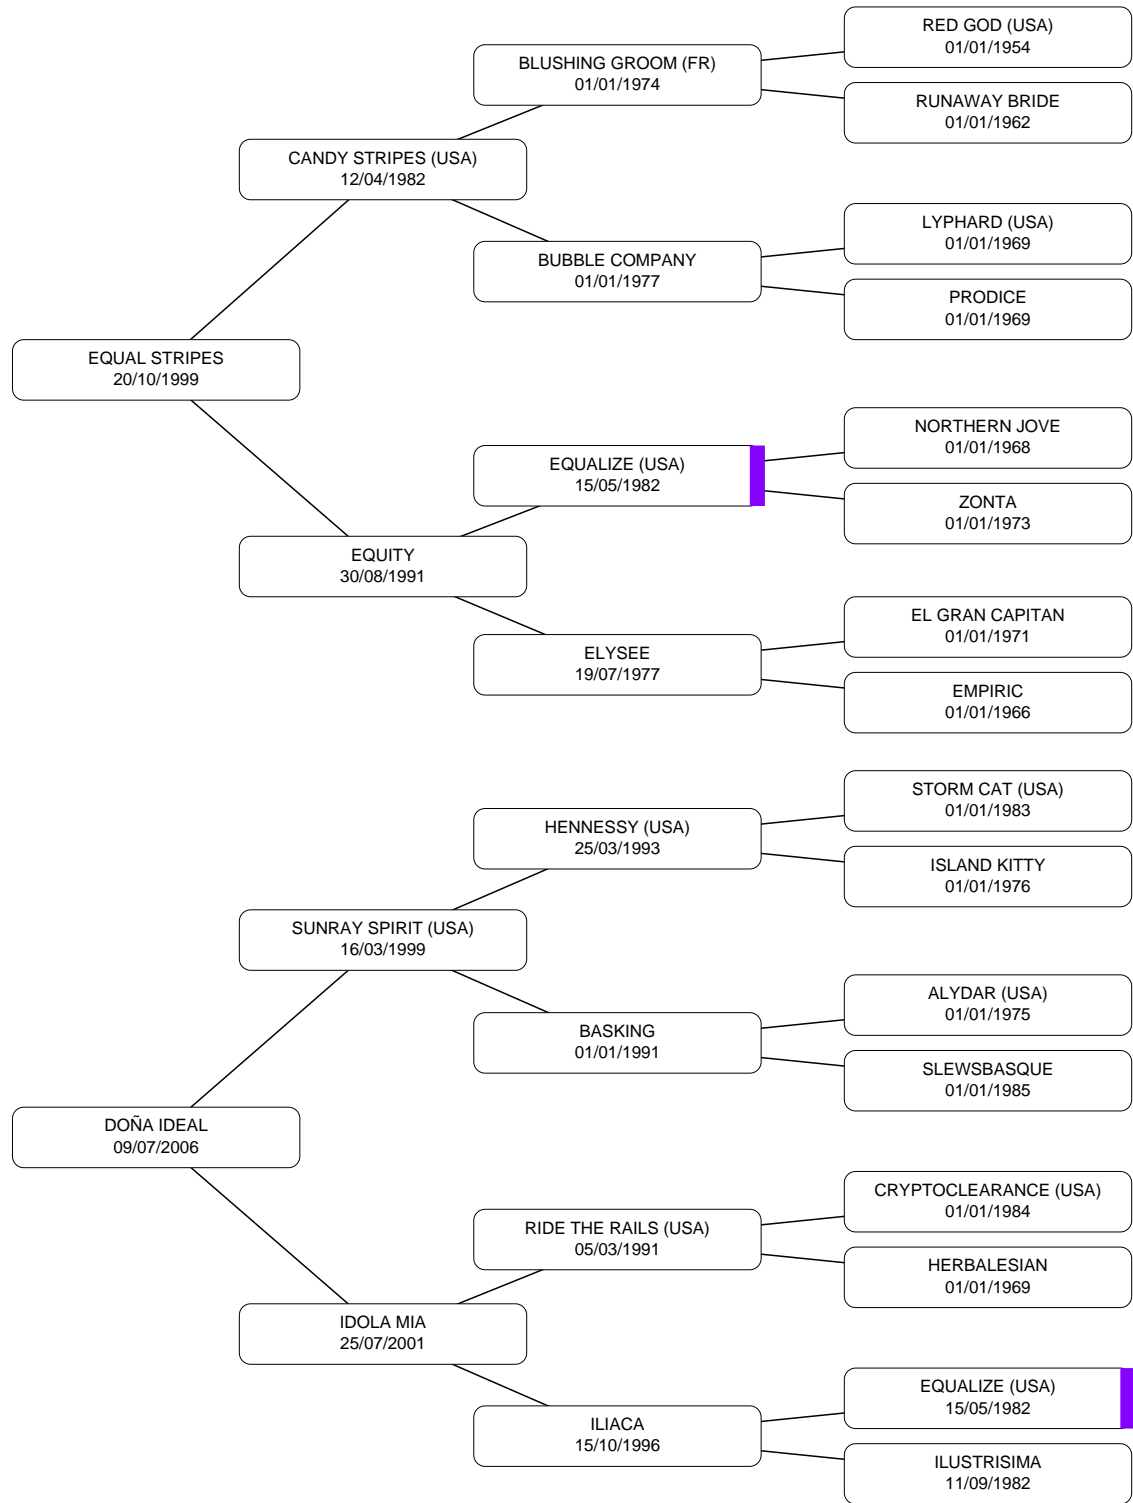 RED GOD (USA)
01/01/1954
BLUSHING GROOM (FR)
01/01/1974
RUNAWAY BRIDE
01/01/1962
CANDY STRIPES (USA)
12/04/1982
LYPHARD (USA)
01/01/1969
BUBBLE COMPANY
01/01/1977
PRODICE
01/01/1969
EQUAL STRIPES
20/10/1999
NORTHERN JOVE
01/01/1968
EQUALIZE (USA)
15/05/1982
ZONTA
01/01/1973
EQUITY
30/08/1991
EL GRAN CAPITAN
01/01/1971
ELYSEE
19/07/1977
EMPIRIC
01/01/1966
STORM CAT (USA)
01/01/1983
HENNESSY (USA)
25/03/1993
ISLAND KITTY
01/01/1976
SUNRAY SPIRIT (USA)
16/03/1999
ALYDAR (USA)
01/01/1975
BASKING
01/01/1991
SLEWSBASQUE
01/01/1985
DOÑA IDEAL
09/07/2006
CRYPTOCLEARANCE (USA)
01/01/1984
RIDE THE RAILS (USA)
05/03/1991
HERBALESIAN
01/01/1969
IDOLA MIA
25/07/2001
EQUALIZE (USA)
15/05/1982
ILIACA
15/10/1996
ILUSTRISIMA
11/09/1982